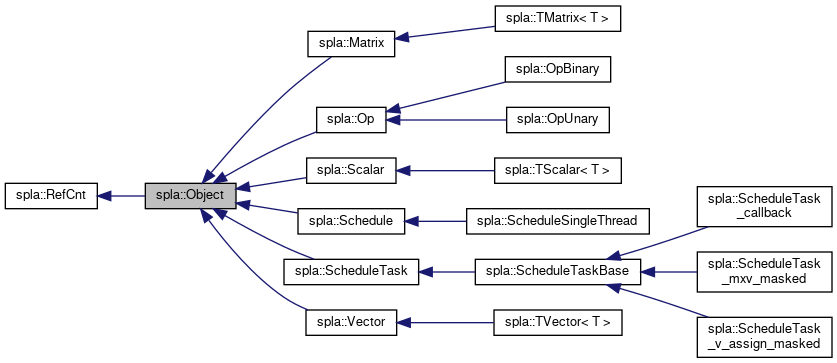 spla::RefCnt
spla::Object
spla::Matrix
spla::Op
spla::Scalar
spla::Schedule
spla::ScheduleTask
spla::Vector
spla::TMatrix< T >
spla::OpBinary
spla::OpUnary
spla::TScalar< T >
spla::ScheduleSingleThread
spla::ScheduleTaskBase
spla::TVector< T >
spla::ScheduleTask
_callback
spla::ScheduleTask
_mxv_masked
spla::ScheduleTask
_v_assign_masked